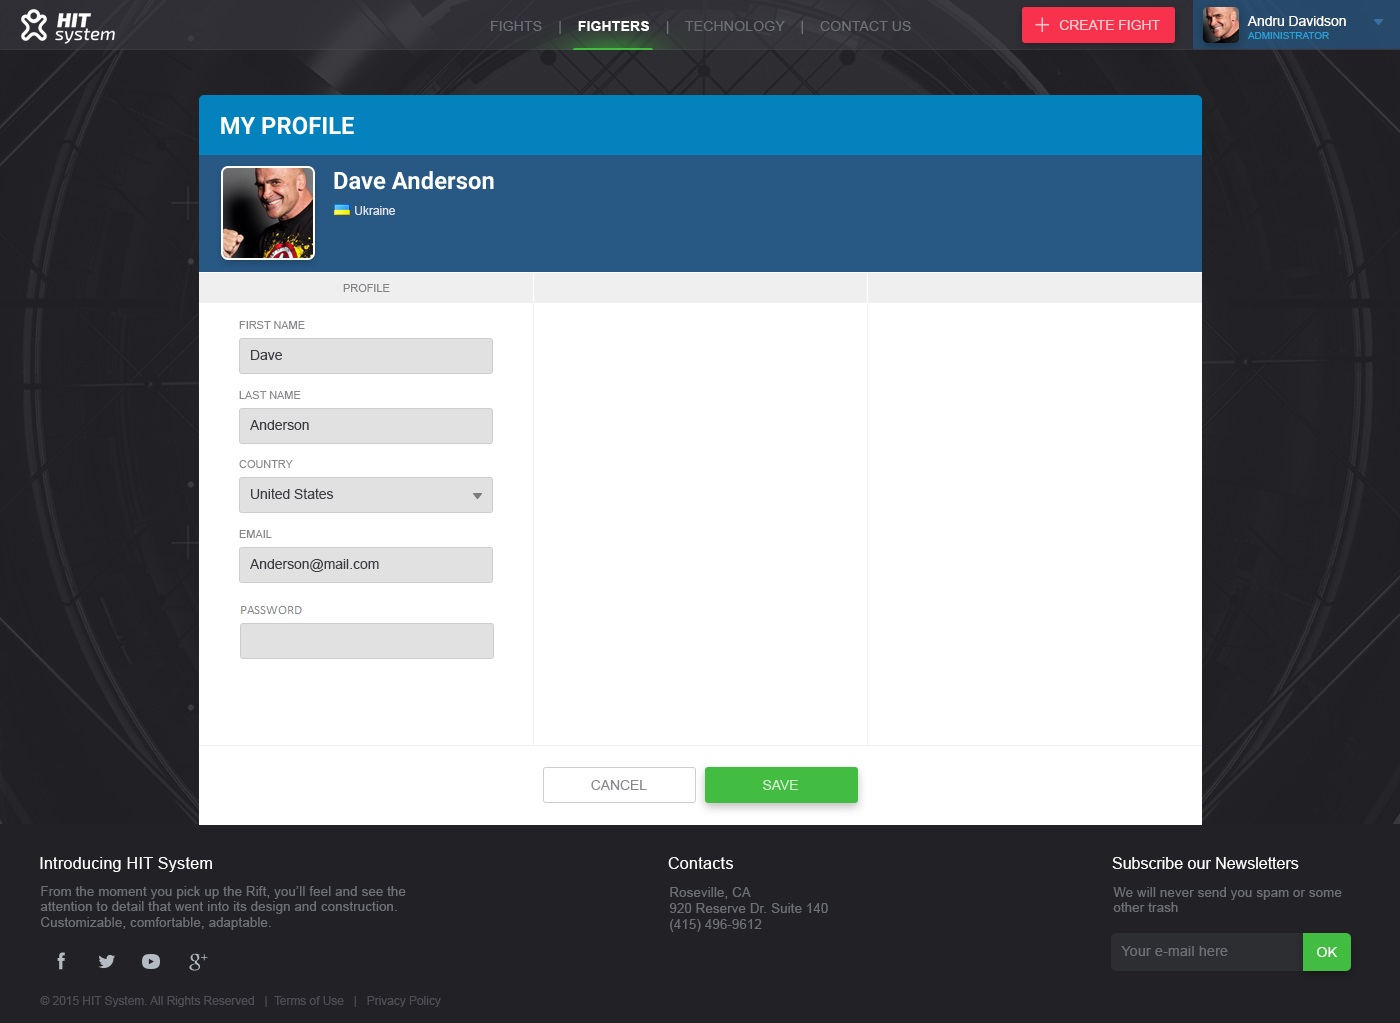 HIT
system
FIGHTS | FIGHTERS | TECHNOLOGY | CONTACT US
CREATE FIGHT
Andru Davidson
ADMINISTRATOR
MY PROFILE
Dave Anderson
Ukraine
PROFILE
FIRST NAME
Dave
LAST NAME
Anderson
COUNTRY
United States
EMAIL
Anderson@mail.com
PASSWORD
CANCEL
SAVE
Introducing HIT System
From the moment you pick up the Rift, you'll feel and see the
attention to detail that went into its design and construction.
Customizable, comfortable, adaptable.
© 2015 HIT System. All Rights Reserved | Terms of Use | Privacy Policy
Contacts
Roseville, CA
920 Reserve Dr. Suite 140
(415) 496-9612
Subscribe our Newsletters
We will never send you spam or some
other trash
Your e-mail here
OK